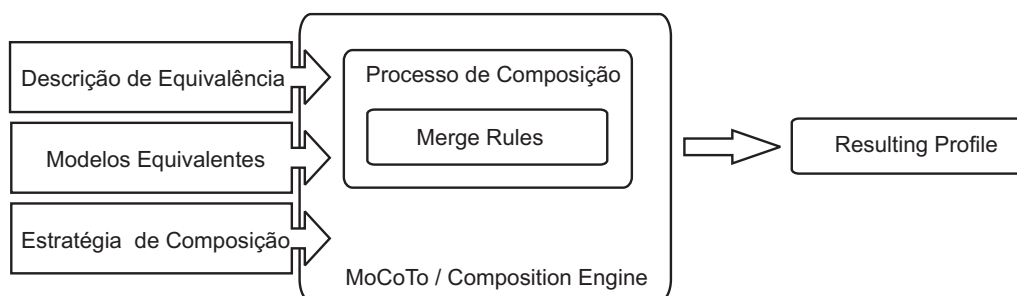 Descrição de Equivalência
Modelos Equivalentes
Estratégia de Composição
Processo de Composição
Merge Rules
MoCoTo / Composition Engine
Resulting Profile